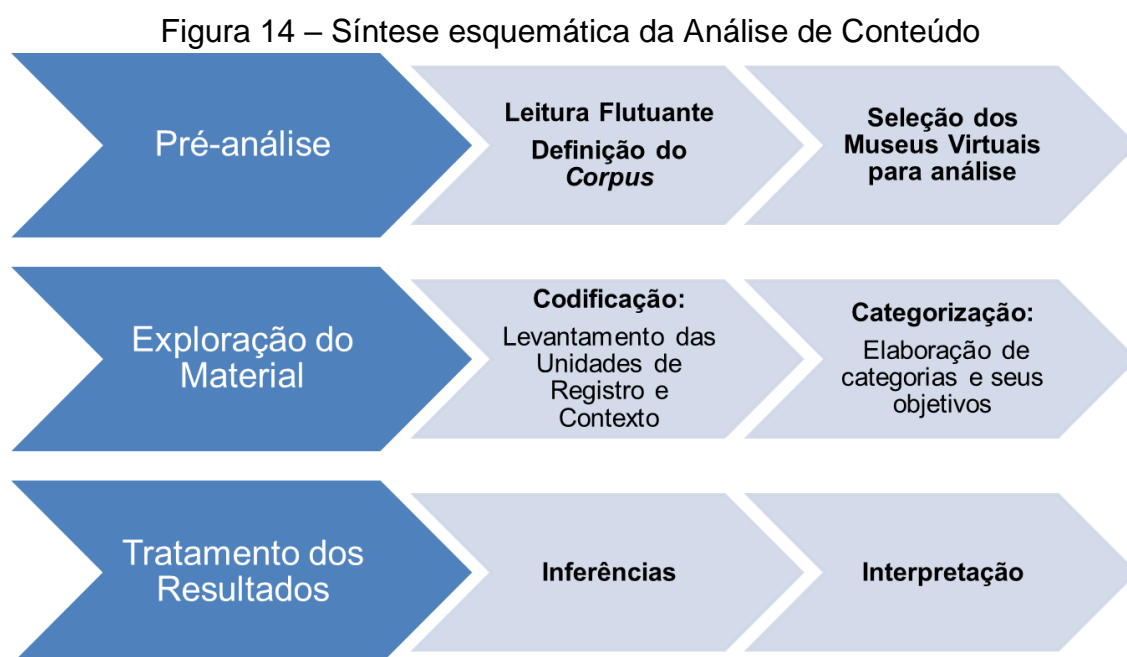 Figura 14 – Síntese esquemática da Análise de Conteúdo
Pré-análise
Leitura Flutuante
Definição do
Corpus
Seleção dos
Museus Virtuais
para análise
Exploração do
Material
Codificação:
Levantamento das
Unidades de
Registro e
Contexto
Categorização:
Elaboração de
categorias e seus
objetivos
Tratamento dos
Resultados
Inferências
Interpretação